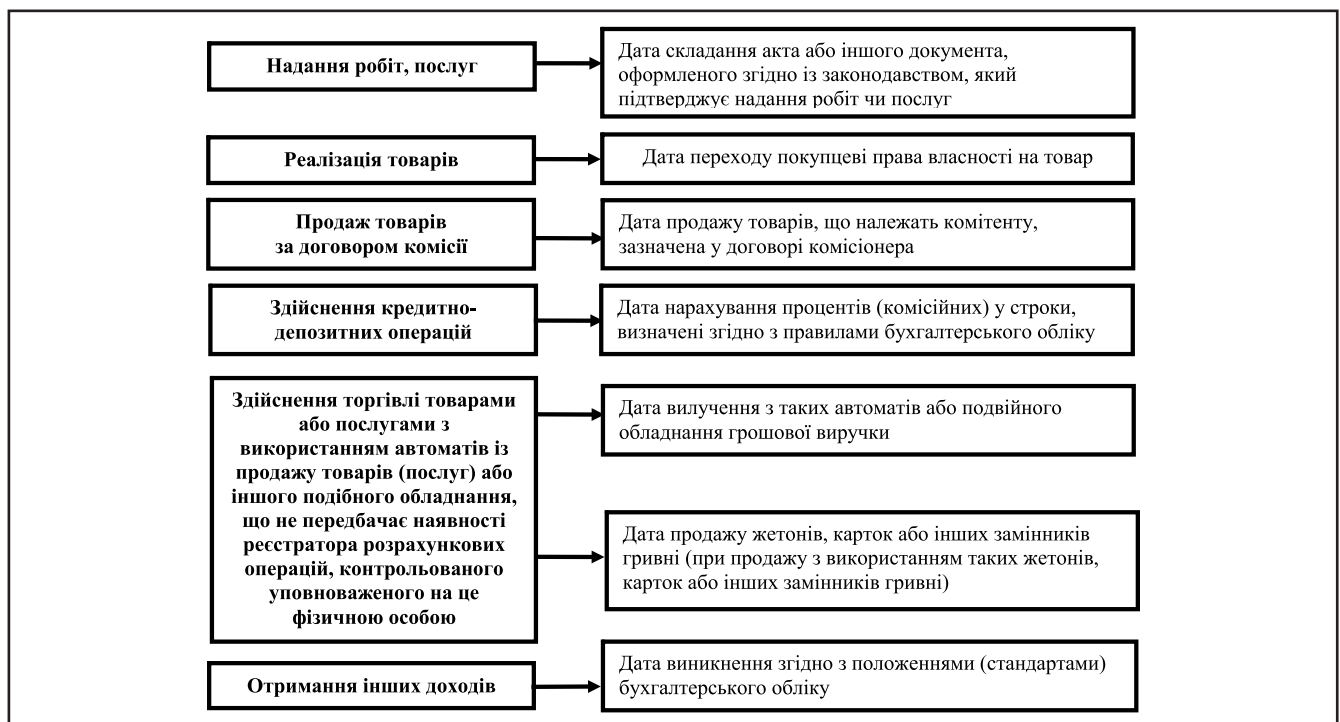 Надання робіт, послуг
Дата складання акта або іншого документа,
оформленого згідно із законодавством, який
підтверджує надання робіт чи послуг
Реалізація товарів
Дата переходу покупцеві права власності на товар
Продаж товарів
за договором комісії
Дата продажу товарів, що належать комітенту,
зазначена у договорі комісіонера
Здійснення кредитно-
депозитних операцій
Дата нарахування процентів (комісійних) у строки,
визначені згідно з правилами бухгалтерського обліку
Здійснення торгівлі товарами
або послугами з
використанням автоматів із
продажу товарів (послуг) або
іншого подібного обладнання,
що не передбачає наявності
реєстратора розрахункових
операцій, контрольованого
уповноваженого на це
фізичною особою
Дата вилучення з таких автоматів або подвійного
обладнання грошової виручки
Дата продажу жетонів, карток або інших замінників
гривні (при продажу з використанням таких жетонів,
карток або інших замінників гривні)
Отримання інших доходів
Дата виникнення згідно з положеннями (стандартами)
бухгалтерського обліку